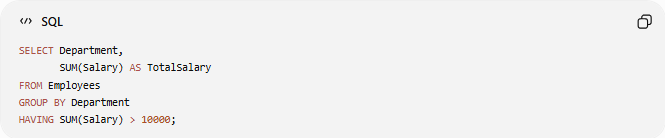 SQL
SELECT Department,
       SUM(Salary) AS TotalSalary
FROM Employees
GROUP BY Department
HAVING SUM(Salary) > 10000;